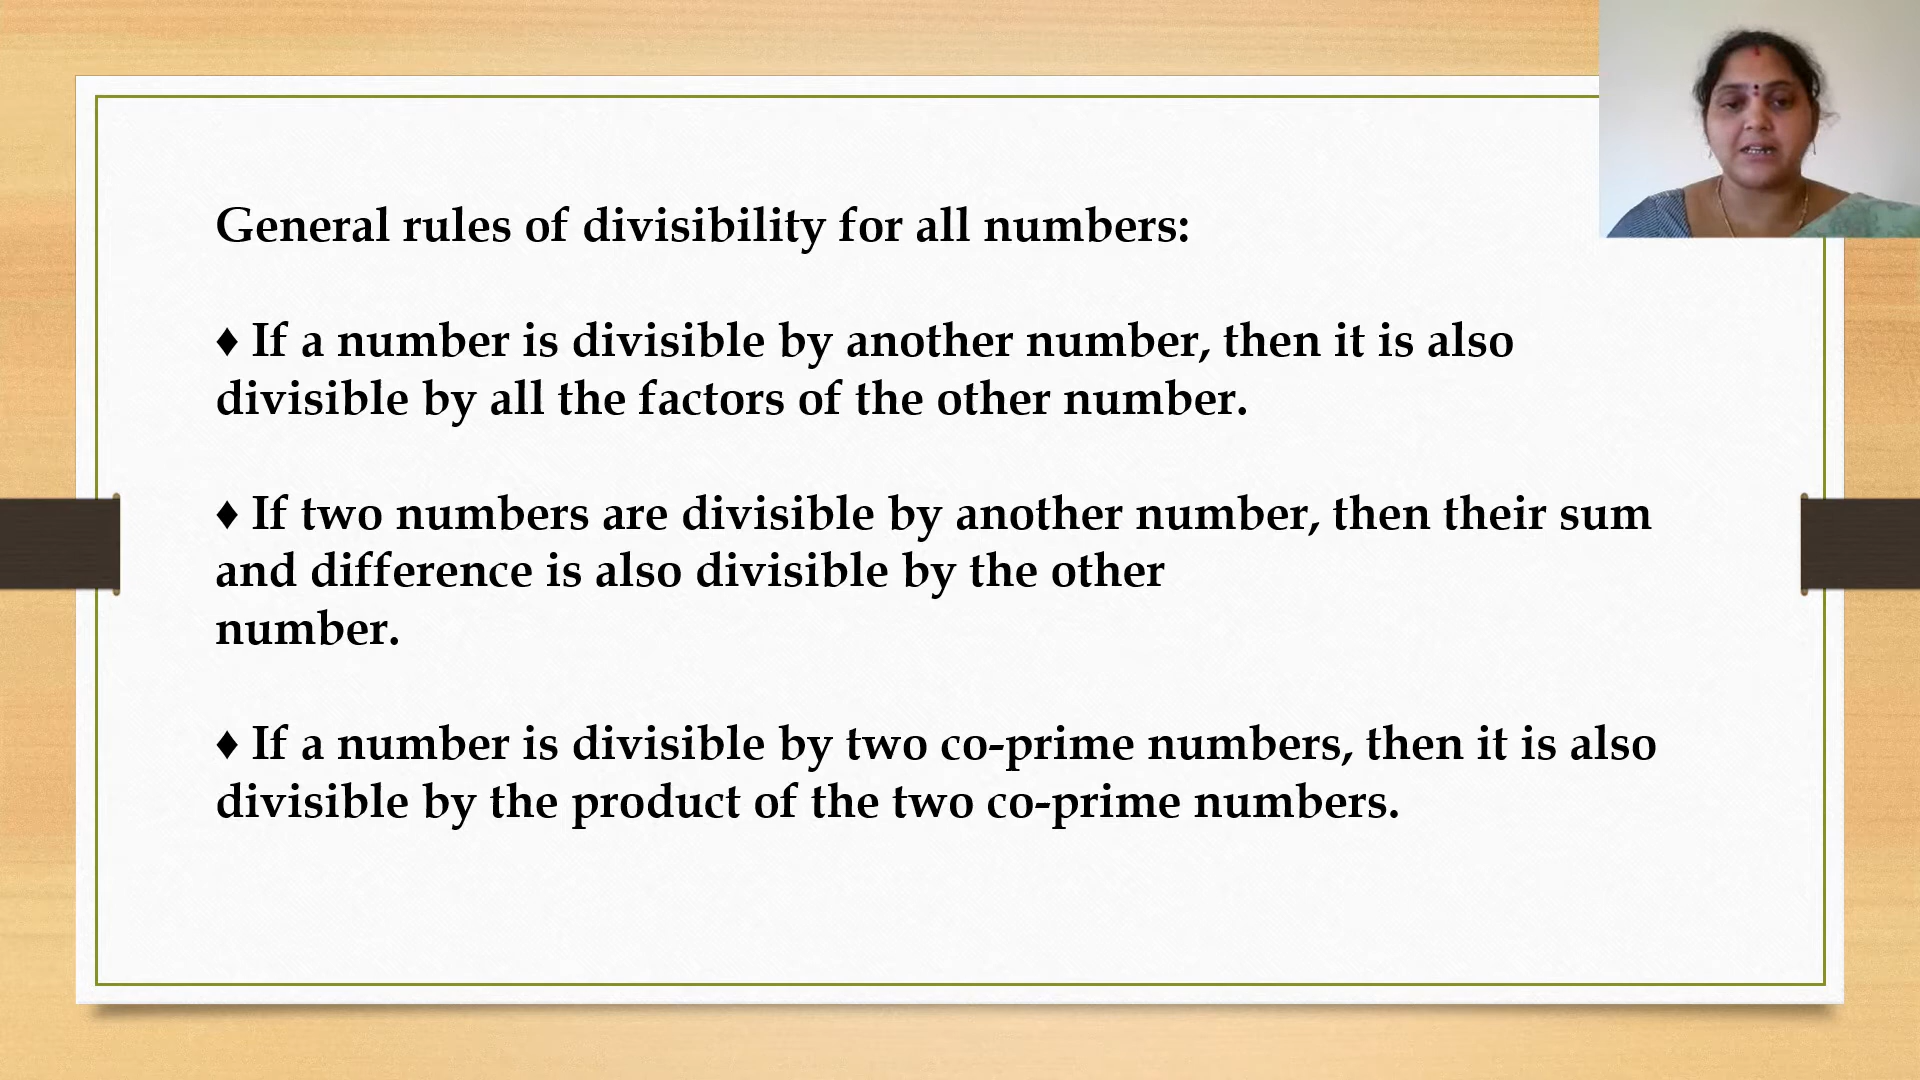 General rules of divisibility for all numbers:
♦ If a number is divisible by another number, then it is also
divisible by all the factors of the other number.
♦ If two numbers are divisible by another number, then their sum
and difference is also divisible by the other
number.
♦ If a number is divisible by two co-prime numbers, then it is also
divisible by the product of the two co-prime numbers.